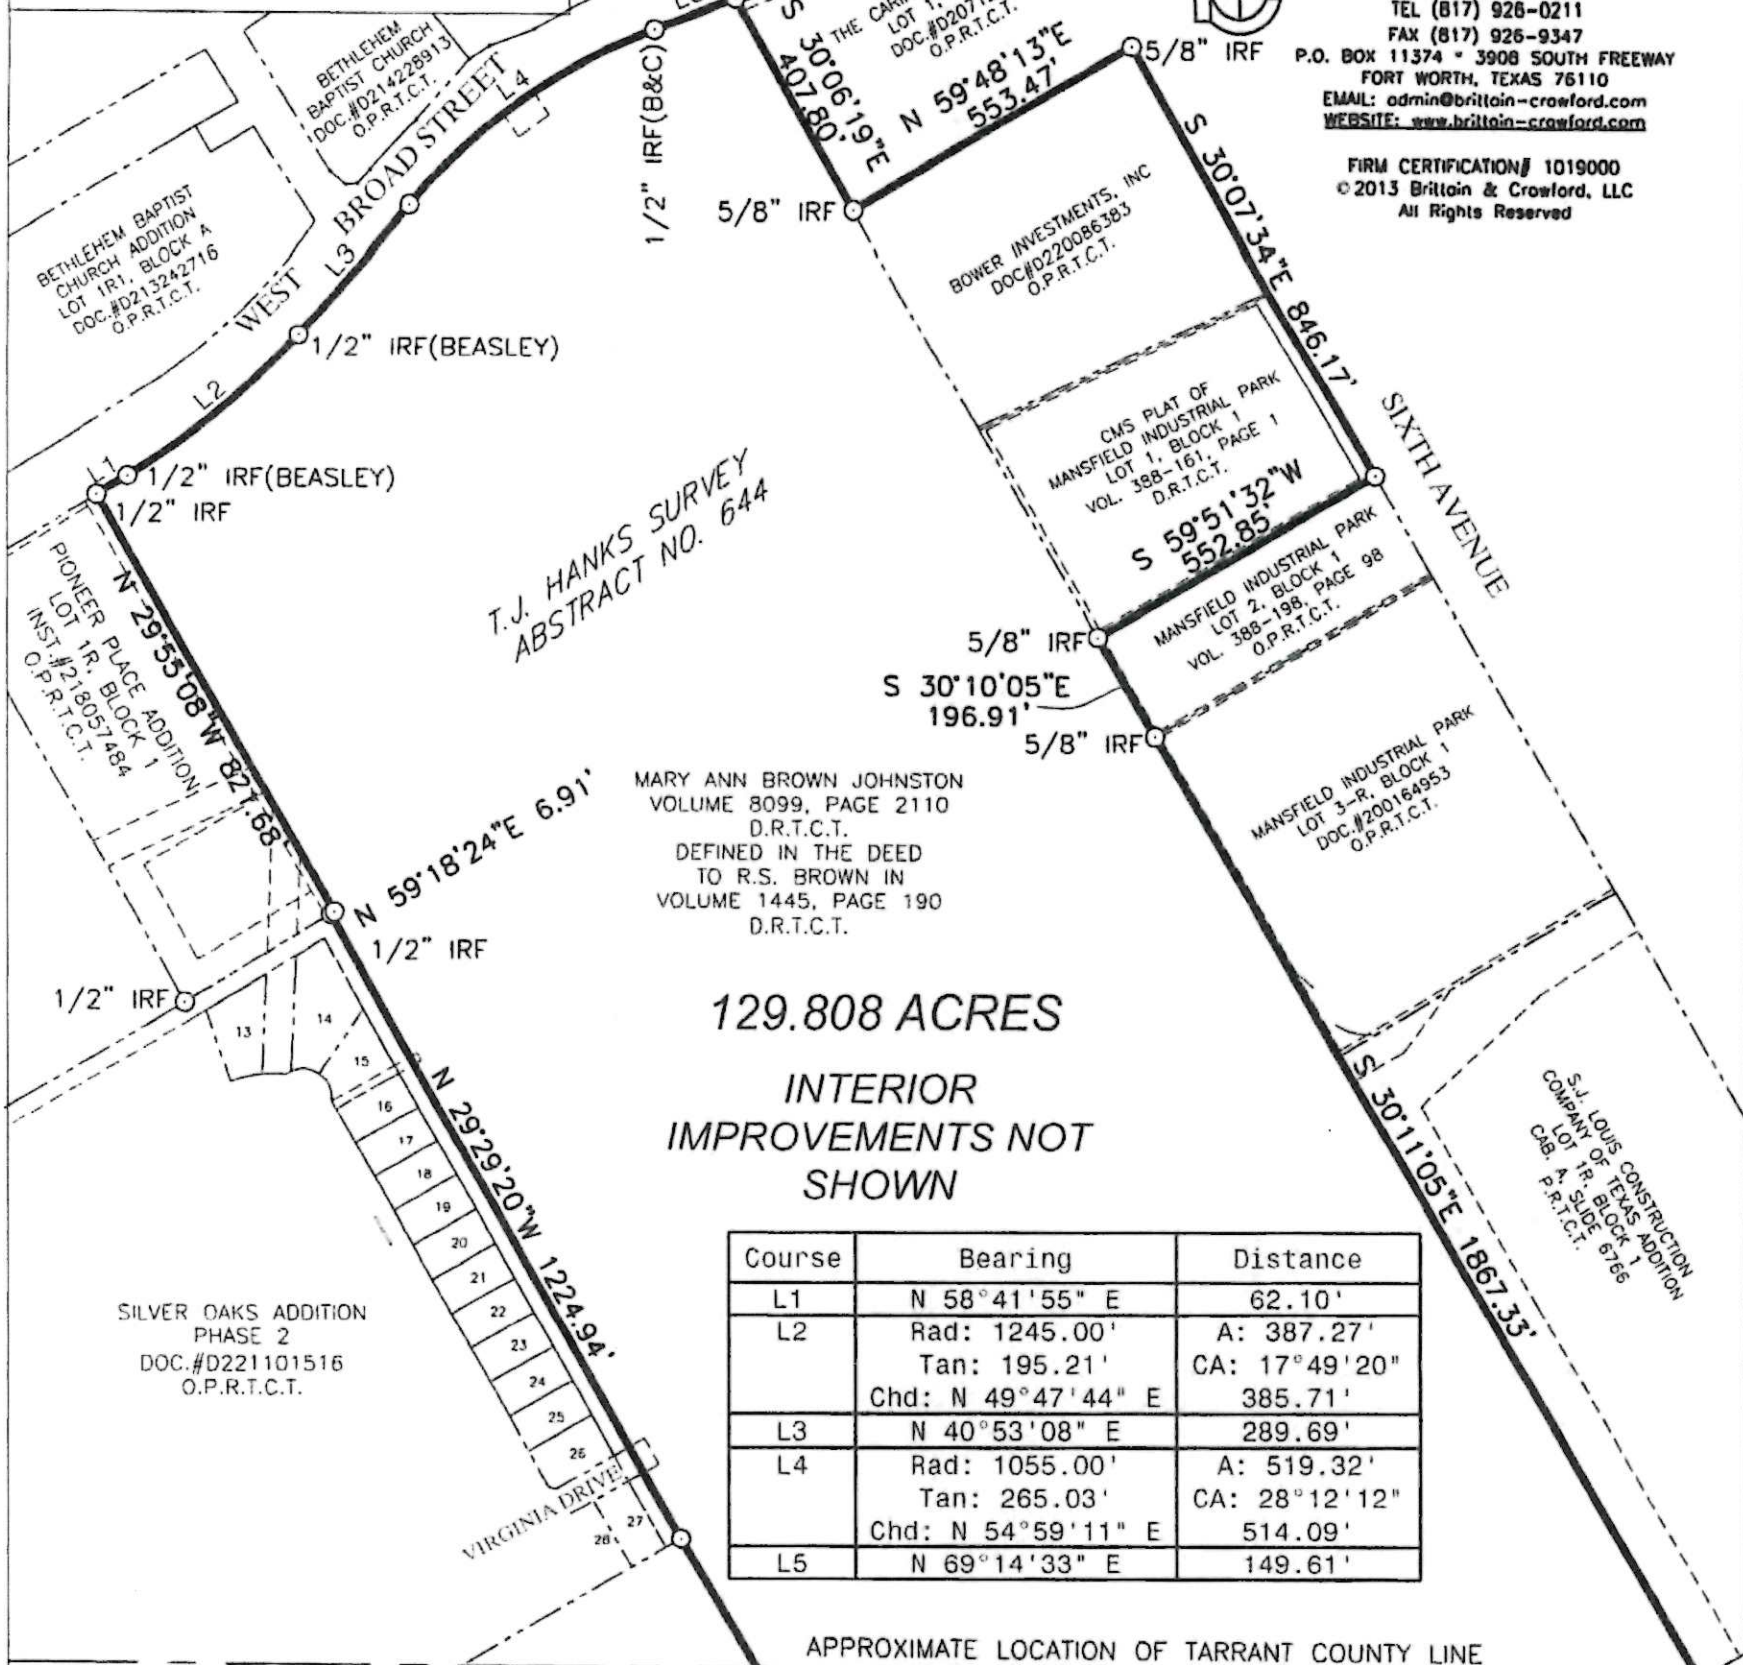 TEL (817) 926-0211
FAX (817) 926-9347
P.O. BOX 11374 * 3908 SOUTH FREEWAY
FORT WORTH, TEXAS 76110
EMAIL: admin@brittain-crawford.com
WEBSITE: www.brittain-crawford.com
FIRM CERTIFICATION# 1019000
© 2013 Brittain & Crawford, LLC
All Rights Reserved
BETHLEHEM
BAPTIST CHURCH
DOC.#D214228913
O.P.R.T.C.T.
BETHLEHEM BAPTIST
CHURCH ADDITION
LOT 1R1, BLOCK A
DOC.#D213242716
O.P.R.T.C.T.
WEST BROAD STREET
L4
L3
L2
L1
1/2" IRF(B&C)
THE
LOT 1,
O.P.R.T.C.T.
S 30°06'19"E
407.80'
N 59°48'13"E
553.47'
5/8" IRF
5/8" IRF
1/2" IRF(BEASLEY)
1/2" IRF(BEASLEY)
1/2" IRF
BOWER INVESTMENTS, INC
DOC#D220086383
O.P.R.T.C.T.
S 30°07'34"E 846.17'
SIXTH AVENUE
CMS PLAT OF
MANSFIELD INDUSTRIAL PARK
LOT 1, BLOCK 1
VOL. 388-161, PAGE 1
D.R.T.C.T.
S 59°51'32"W
552.85'
MANSFIELD INDUSTRIAL PARK
LOT 2, BLOCK 1
VOL. 388-198, PAGE 98
O.P.R.T.C.T.
5/8" IRF
S 30°10'05"E
196.91'
5/8" IRF
MANSFIELD INDUSTRIAL PARK
LOT 3-R, BLOCK 1
DOC.#200164953
O.P.R.T.C.T.
T.J. HANKS SURVEY
ABSTRACT NO. 644
PIONEER PLACE ADDITION
LOT 1R, BLOCK 1
INST.#218057484
O.P.R.T.C.T.
N 29°55'08"W 821.68'
N 59°18'24"E 6.91'
1/2" IRF
1/2" IRF
MARY ANN BROWN JOHNSTON
VOLUME 8099, PAGE 2110
D.R.T.C.T.
DEFINED IN THE DEED
TO R.S. BROWN IN
VOLUME 1445, PAGE 190
D.R.T.C.T.
129.808 ACRES
INTERIOR
IMPROVEMENTS NOT
SHOWN
13
14
15
16
17
18
19
20
21
22
23
24
25
26
27
28
N 29°29'20"W 1224.94'
VIRGINIA DRIVE
SILVER OAKS ADDITION
PHASE 2
DOC.#D221101516
O.P.R.T.C.T.
S 30°11'05"E 1867.33'
S.J. LOUIS CONSTRUCTION
COMPANY OF TEXAS ADDITION
LOT 1R, BLOCK 1
CAB. A, SLIDE 6766
P.R.T.C.T.
Course Bearing Distance
L1 N 58°41'55" E 62.10'
L2 Rad: 1245.00' A: 387.27'
Tan: 195.21' CA: 17°49'20"
Chd: N 49°47'44" E 385.71'
L3 N 40°53'08" E 289.69'
L4 Rad: 1055.00' A: 519.32'
Tan: 265.03' CA: 28°12'12"
Chd: N 54°59'11" E 514.09'
L5 N 69°14'33" E 149.61'
APPROXIMATE LOCATION OF TARRANT COUNTY LINE